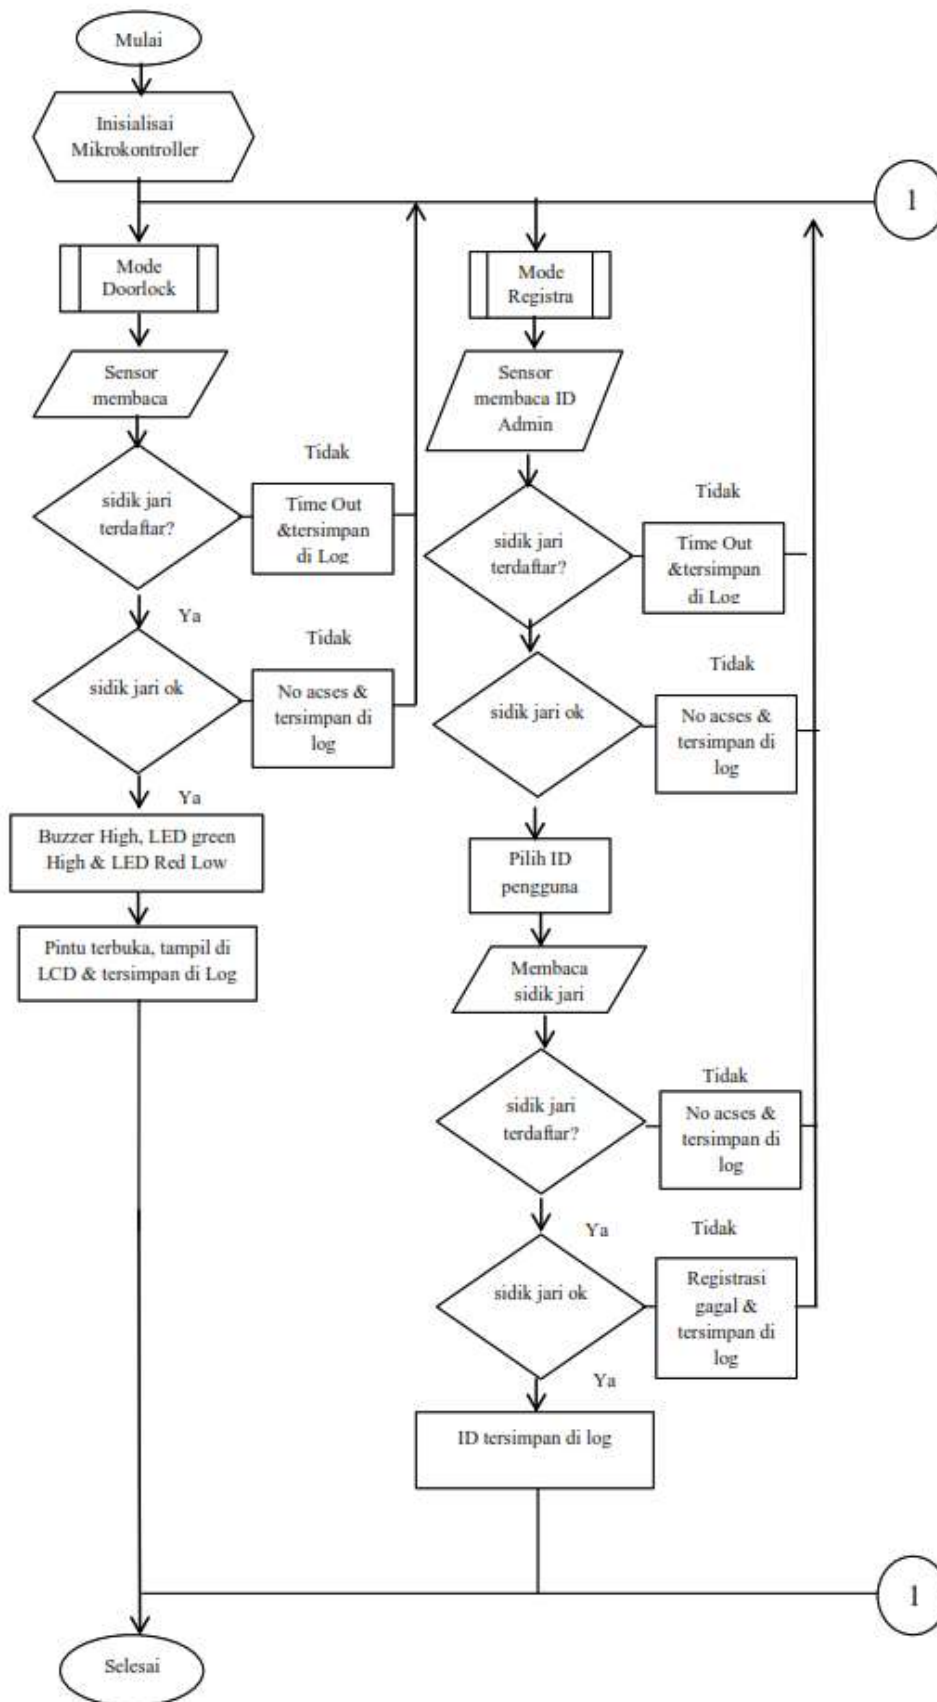 Mulai
Inisialisai
Mikrokontroller
1
Mode
Doorlock
Sensor
membaca
sidik jari
terdaftar?
Tidak
Time Out
&tersimpan
di Log
Ya
sidik jari ok
Tidak
No acses &
tersimpan di
log
Ya
Buzzer High, LED green
High & LED Red Low
Pintu terbuka, tampil di
LCD & tersimpan di Log
Mode
Registra
Sensor
membaca ID
Admin
sidik jari
terdaftar?
Tidak
Time Out
&tersimpan
di Log
sidik jari ok
Tidak
No acses &
tersimpan di
log
Pilih ID
pengguna
Membaca
sidik jari
sidik jari
terdaftar?
Tidak
No acses &
tersimpan di
log
Ya
sidik jari ok
Tidak
Registrasi
gagal &
tersimpan di
log
Ya
ID tersimpan di log
1
Selesai